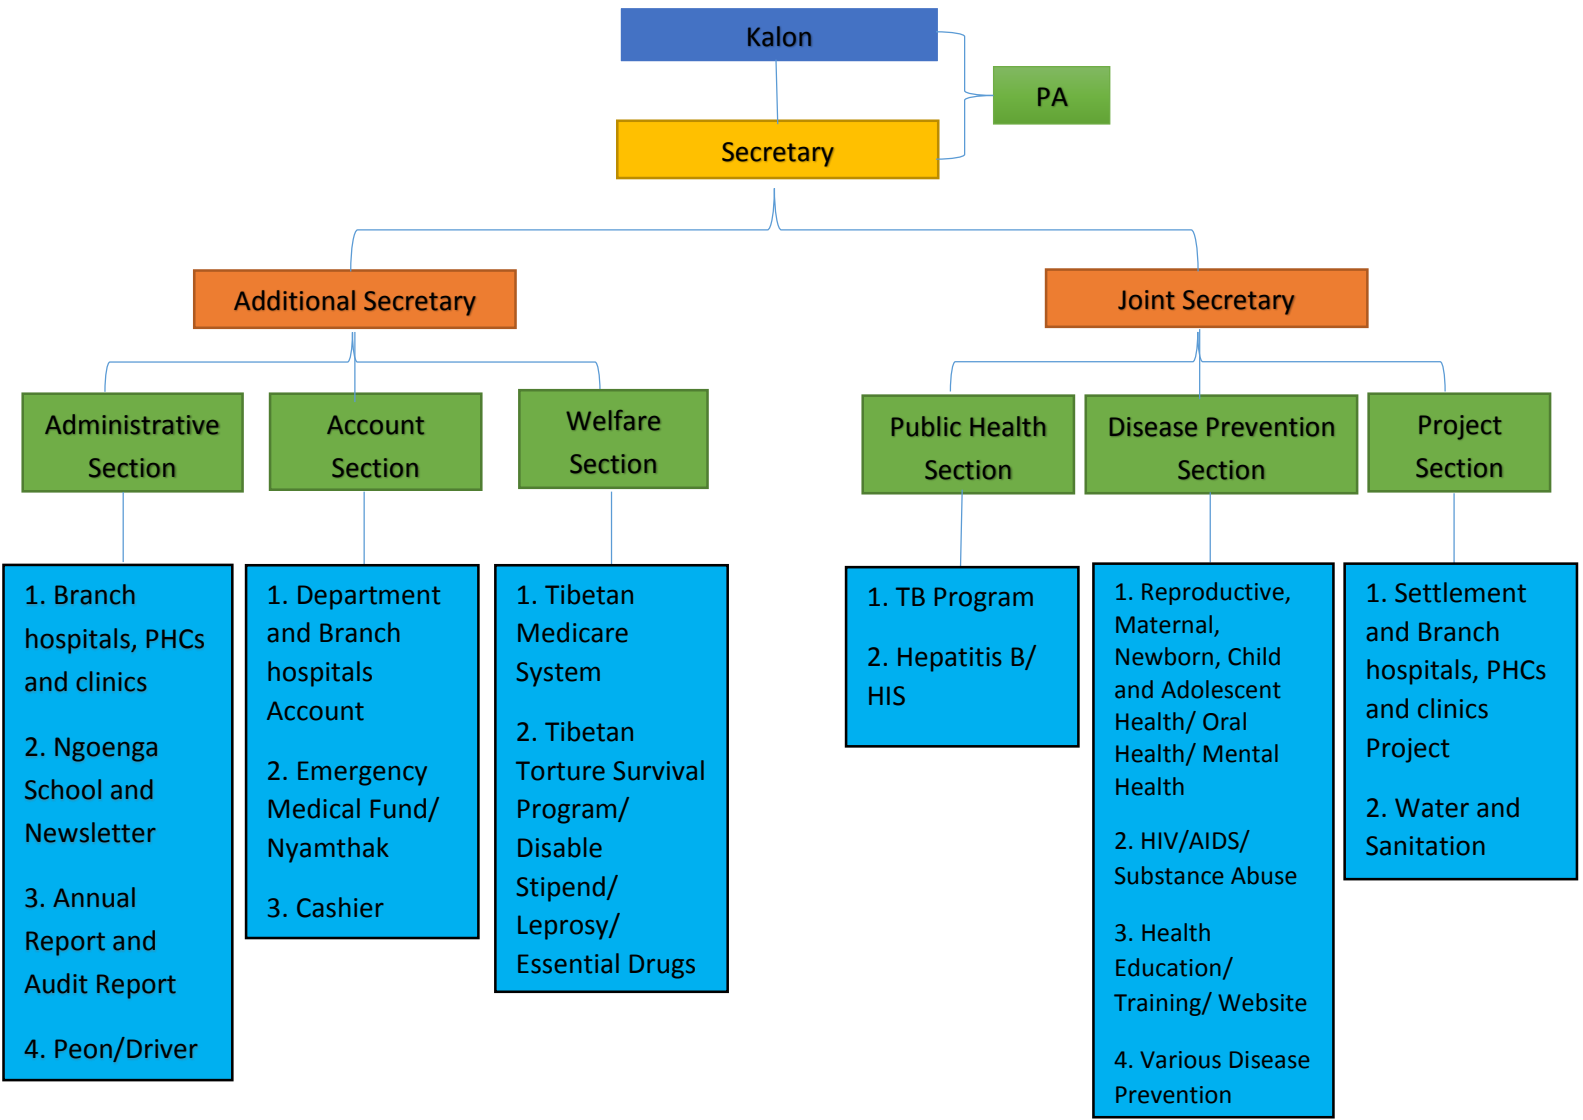 Kalon
PA
Secretary
Additional Secretary
Joint Secretary
Administrative
Section
Account
Section
Welfare
Section
Public Health
Section
Disease Prevention
Section
Project
Section
1. Branch
hospitals, PHCs
and clinics
2. Ngoenga
School and
Newsletter
3. Annual
Report and
Audit Report
4. Peon/Driver
1. Department
and Branch
hospitals
Account
2. Emergency
Medical Fund/
Nyamthak
3. Cashier
1. Tibetan
Medicare
System
2. Tibetan
Torture Survival
Program/
Disable
Stipend/
Leprosy/
Essential Drugs
1. TB Program
2. Hepatitis B/
HIS
1. Reproductive,
Maternal,
Newborn, Child
and Adolescent
Health/ Oral
Health/ Mental
Health
2. HIV/AIDS/
Substance Abuse
3. Health
Education/
Training/ Website
4. Various Disease
Prevention
1. Settlement
and Branch
hospitals, PHCs
and clinics
Project
2. Water and
Sanitation